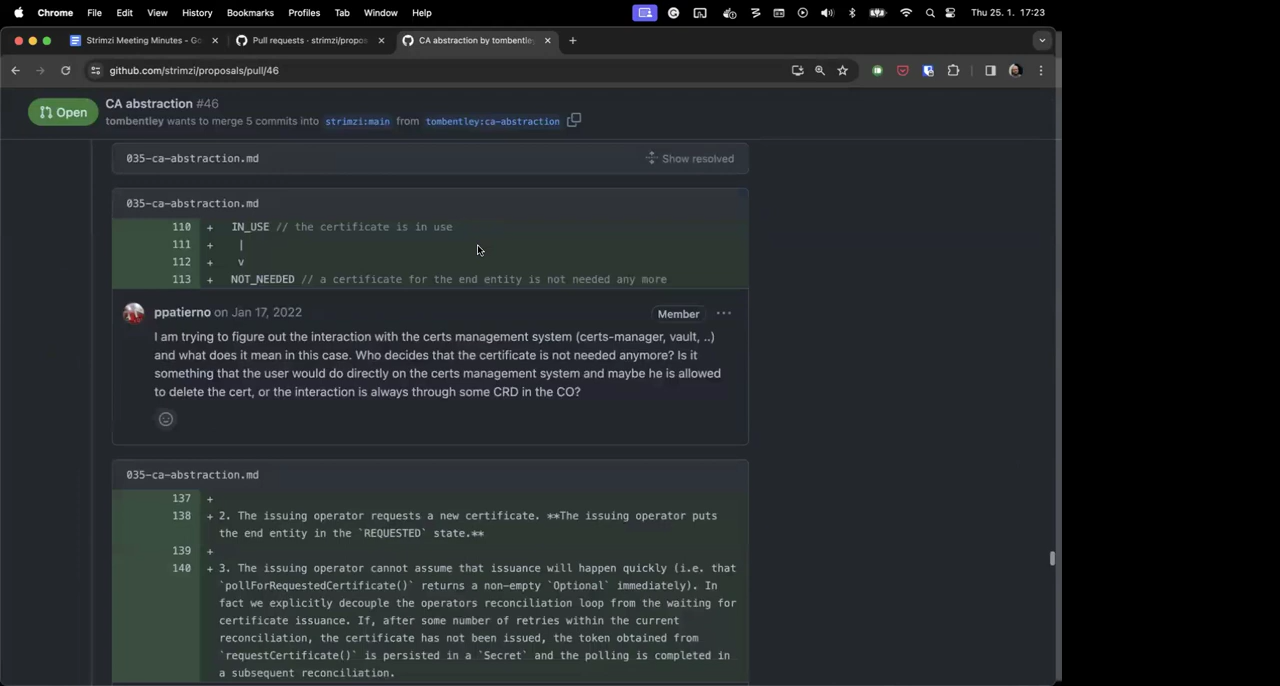 Chrome File Edit View History Bookmarks Profiles Tab Window Help Thu 25. 1. 17:23
Strimzi Meeting Minutes - Go Pull requests · strimzi/propos CA abstraction by tombentle
github.com/strimzi/proposals/pull/46
Open
CA abstraction #46
tombentley wants to merge 5 commits into strimzi:main from tombentley:ca-abstraction
035-ca-abstraction.md Show resolved
035-ca-abstraction.md
110 + IN_USE // the certificate is in use
111 + |
112 + v
113 + NOT_NEEDED // a certificate for the end entity is not needed any more
ppatierno on Jan 17, 2022 Member
I am trying to figure out the interaction with the certs management system (certs-manager, vault, ..)
and what does it mean in this case. Who decides that the certificate is not needed anymore? Is it
something that the user would do directly on the certs management system and maybe he is allowed
to delete the cert, or the interaction is always through some CRD in the CO?
035-ca-abstraction.md
137 +
138 + 2. The issuing operator requests a new certificate. **The issuing operator puts
the end entity in the `REQUESTED` state.**
139 +
140 + 3. The issuing operator cannot assume that issuance will happen quickly (i.e. that
`pollForRequestedCertificate()` returns a non-empty `Optional` immediately). In
fact we explicitly decouple the operators reconciliation loop from the waiting for
certificate issuance. If, after some number of retries within the current
reconciliation, the certificate has not been issued, the token obtained from
`requestCertificate()` is persisted in a `Secret` and the polling is completed in
a subsequent reconciliation.